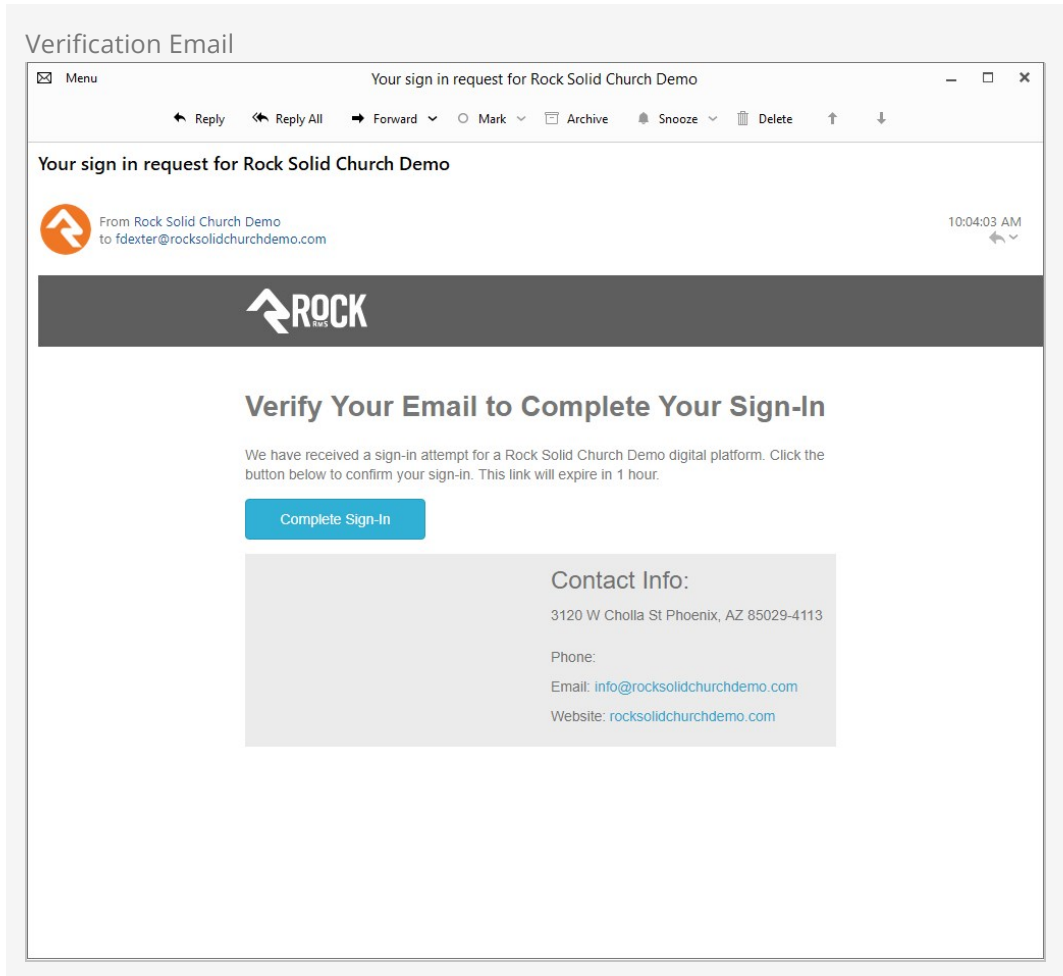 Verification Email
Menu
Your sign in request for Rock Solid Church Demo
Reply Reply All Forward Mark Archive Snooze Delete
Your sign in request for Rock Solid Church Demo
From Rock Solid Church Demo
10:04:03 AM
to fdexter@rocksolidchurchdemo.com
ROCK
RMS
Verify Your Email to Complete Your Sign-In
We have received a sign-in attempt for a Rock Solid Church Demo digital platform. Click the
button below to confirm your sign-in. This link will expire in 1 hour.
Complete Sign-In
Contact Info:
3120 W Cholla St Phoenix, AZ 85029-4113
Phone:
Email: info@rocksolidchurchdemo.com
Website: rocksolidchurchdemo.com